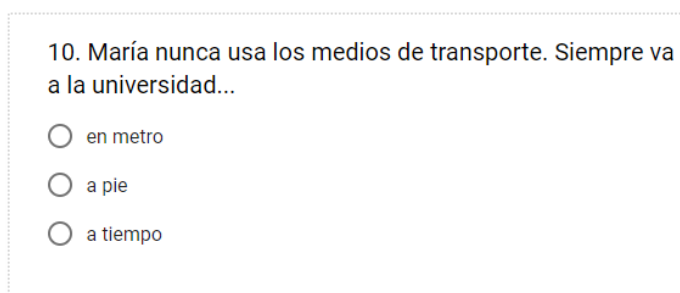 10. María nunca usa los medios de transporte. Siempre va
a la universidad...
en metro
a pie
a tiempo